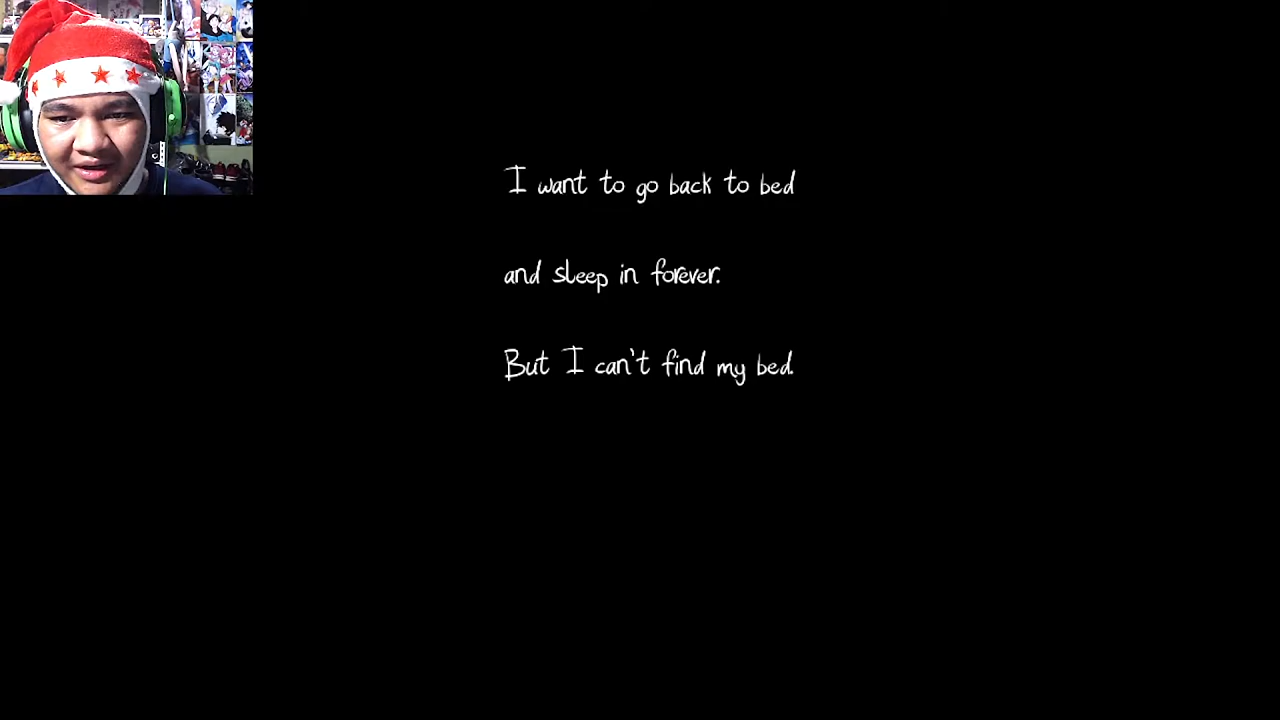 I want to go back to bed
and sleep in forever.
But I can't find my bed.